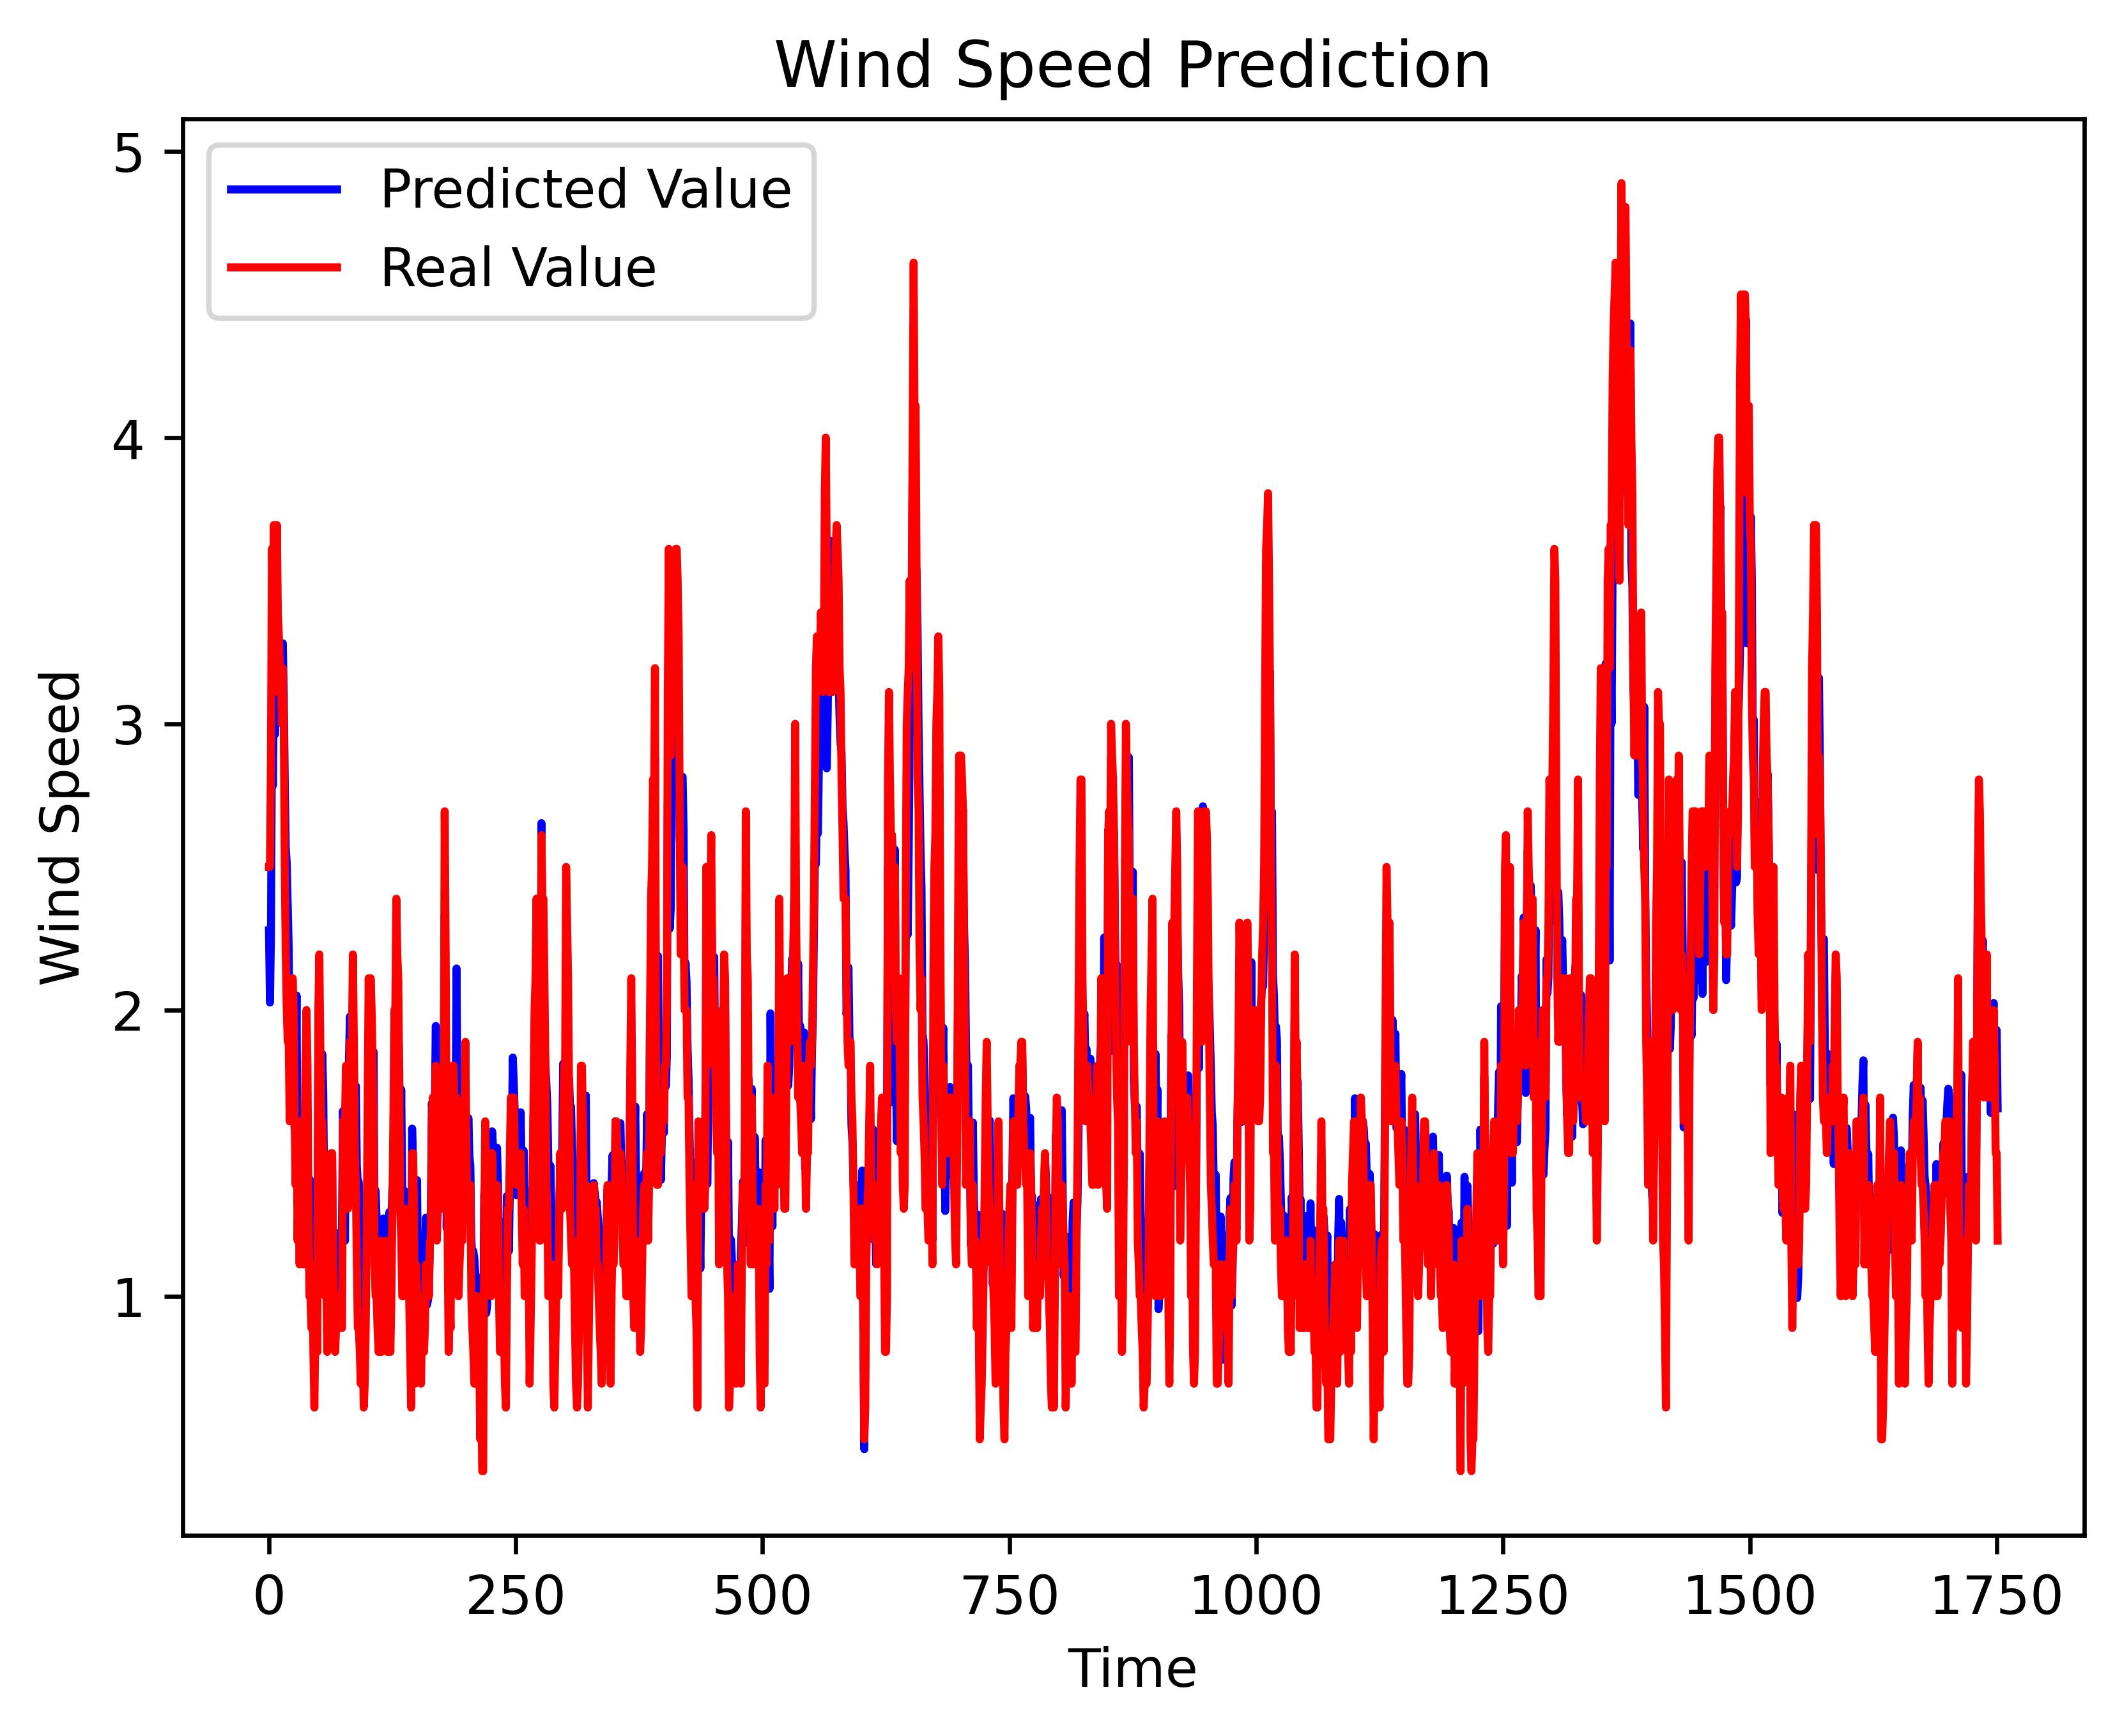 Wind Speed Prediction
Predicted Value
Real Value
Wind Speed
5
4
3
2
1
0 250 500 750 1000 1250 1500 1750
Time